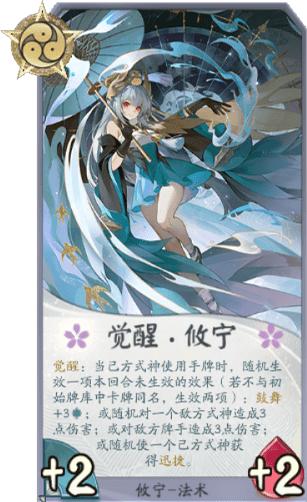 觉醒·攸宁
觉醒：当己方式神使用手牌时，随机生
效一项本回合未生效的效果（若不与初
始牌库中卡牌同名，生效两项）：鼓舞
+3；或随机对一个敌方式神造成3
点伤害；或对敌方牌手造成3点伤害；
或随机使一个己方式神获
得迅捷。
+2
攸宁-法术
+2